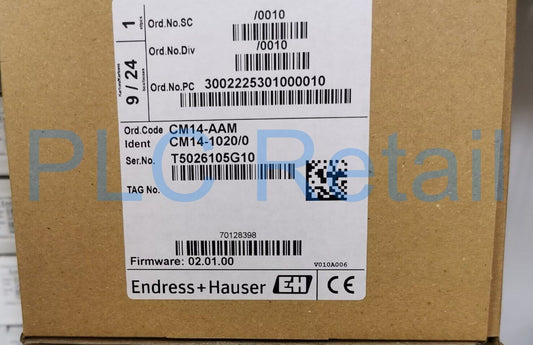 1
9 / 24
Ord.No.SC /0010
Ord.No.Div /0010
Ord.No.PC 3002225301000010
Ord.Code CM14-AAM
Ident CM14-1020/0
Ser.No. T5026105G10
TAG No.
70128398
Firmware: 02.01.00
V010A006
Endress+Hauser EH CE
PLC Retail